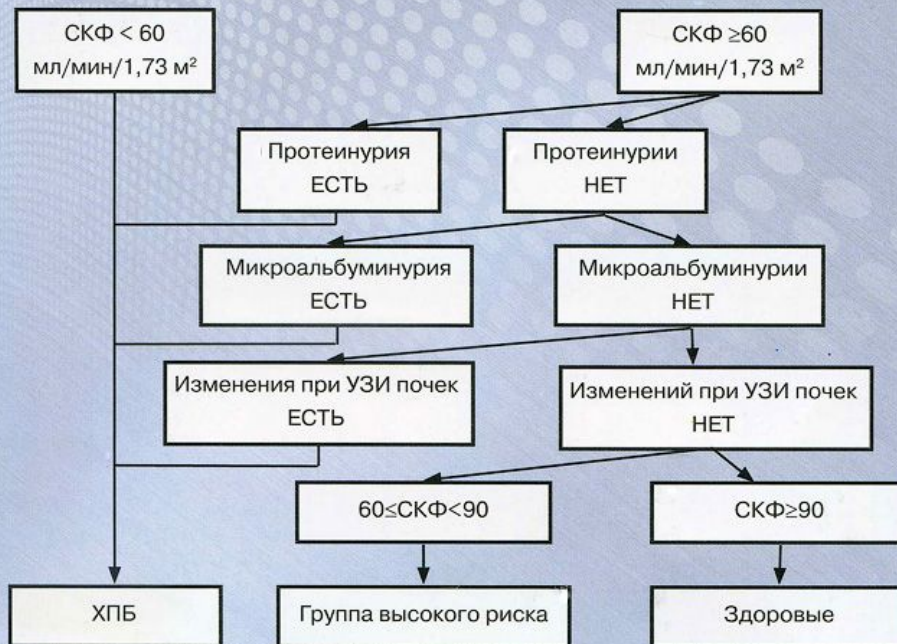 СКФ < 60
мл/мин/1,73 м²
СКФ ≥60
мл/мин/1,73 м²
Протеинурия
ЕСТЬ
Протеинурии
НЕТ
Микроальбуминурия
ЕСТЬ
Микроальбуминурии
НЕТ
Изменения при УЗИ почек
ЕСТЬ
Изменений при УЗИ почек
НЕТ
60≤СКФ<90
СКФ≥90
ХПБ
Группа высокого риска
Здоровые